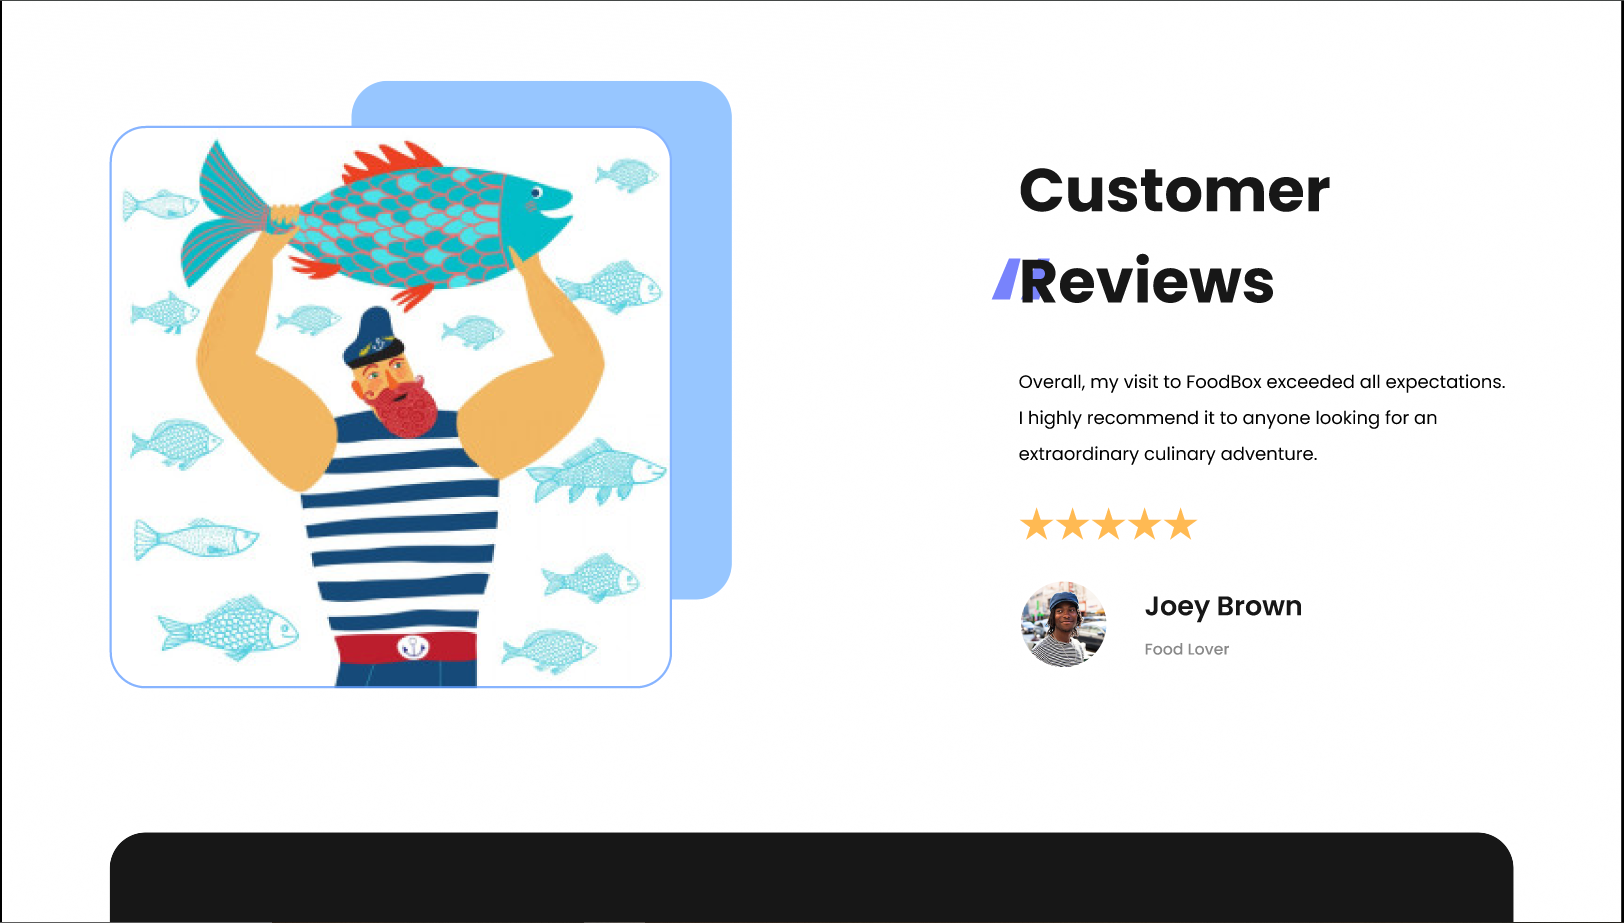 Customer
Reviews
Overall, my visit to FoodBox exceeded all expectations.
I highly recommend it to anyone looking for an
extraordinary culinary adventure.
Joey Brown
Food Lover